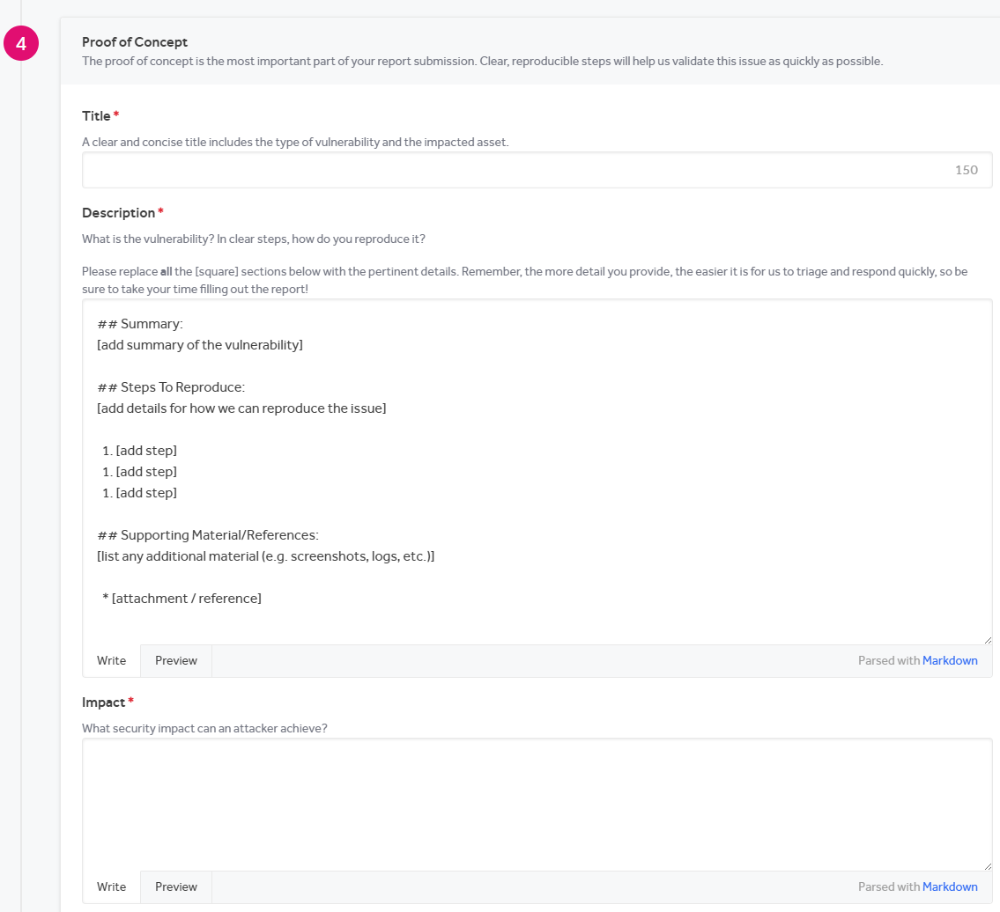 4
Proof of Concept
The proof of concept is the most important part of your report submission. Clear, reproducible steps will help us validate this issue as quickly as possible.
Title *
A clear and concise title includes the type of vulnerability and the impacted asset.
150
Description *
What is the vulnerability? In clear steps, how do you reproduce it?
Please replace all the [square] sections below with the pertinent details. Remember, the more detail you provide, the easier it is for us to triage and respond quickly, so be
sure to take your time filling out the report!
## Summary:
[add summary of the vulnerability]
## Steps To Reproduce:
[add details for how we can reproduce the issue]
1. [add step]
1. [add step]
1. [add step]
## Supporting Material/References:
[list any additional material (e.g. screenshots, logs, etc.)]
* [attachment / reference]
Write Preview Parsed with Markdown
Impact *
What security impact can an attacker achieve?
Write Preview Parsed with Markdown